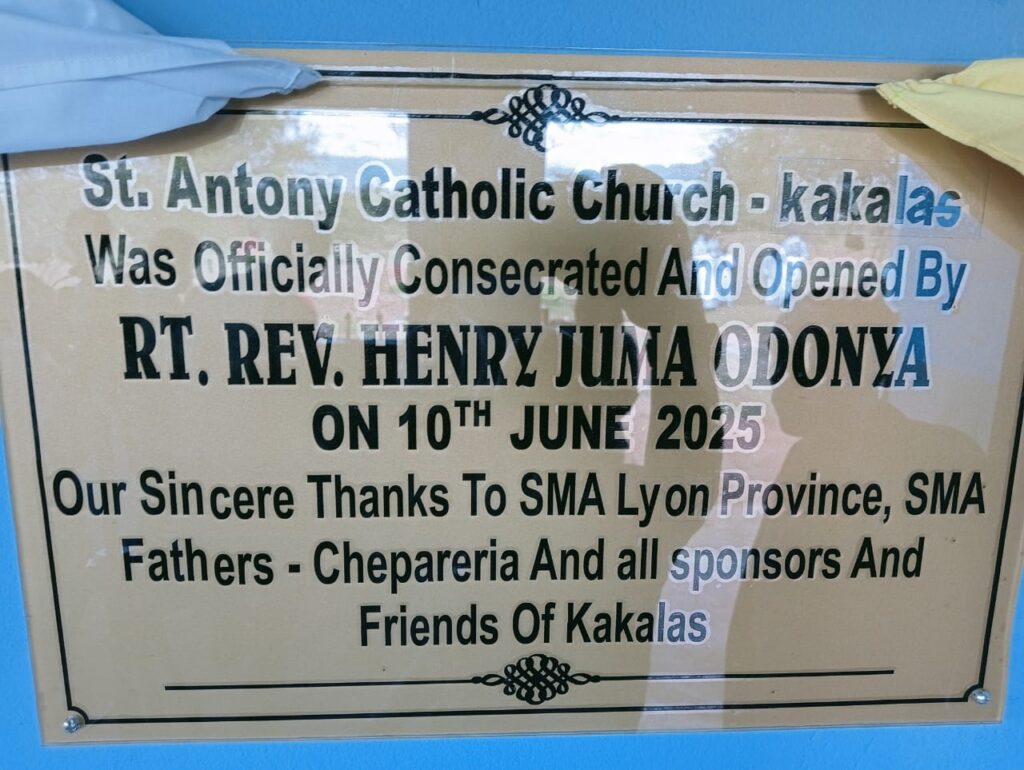 St. Antony Catholic Church - kakalas
Was Officially Consecrated And Opened By
RT. REV. HENRY JUMA ODONYA
ON 10TH JUNE 2025
Our Sincere Thanks To SMA Lyon Province, SMA
Fathers - Chepareria And all sponsors And
Friends Of Kakalas